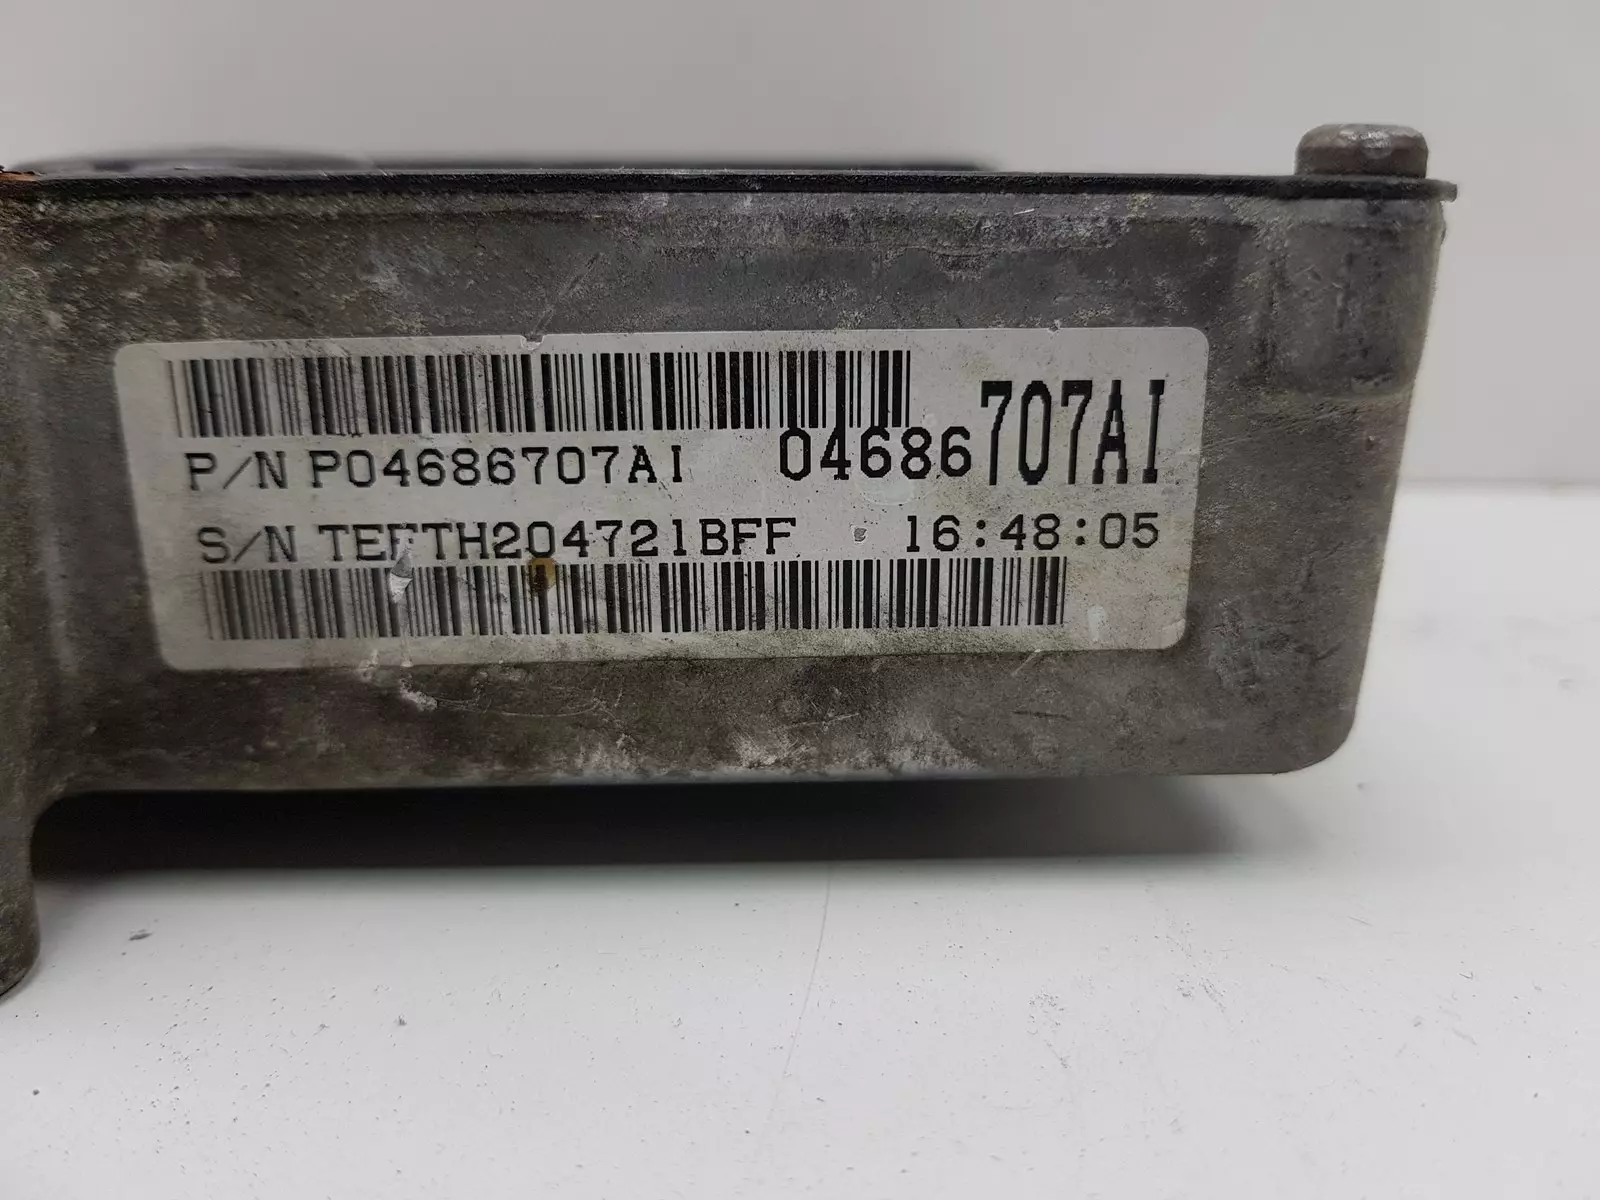 P/N P04686707AI 04686707AI
S/N TEFTH204721BFF 16:48:05